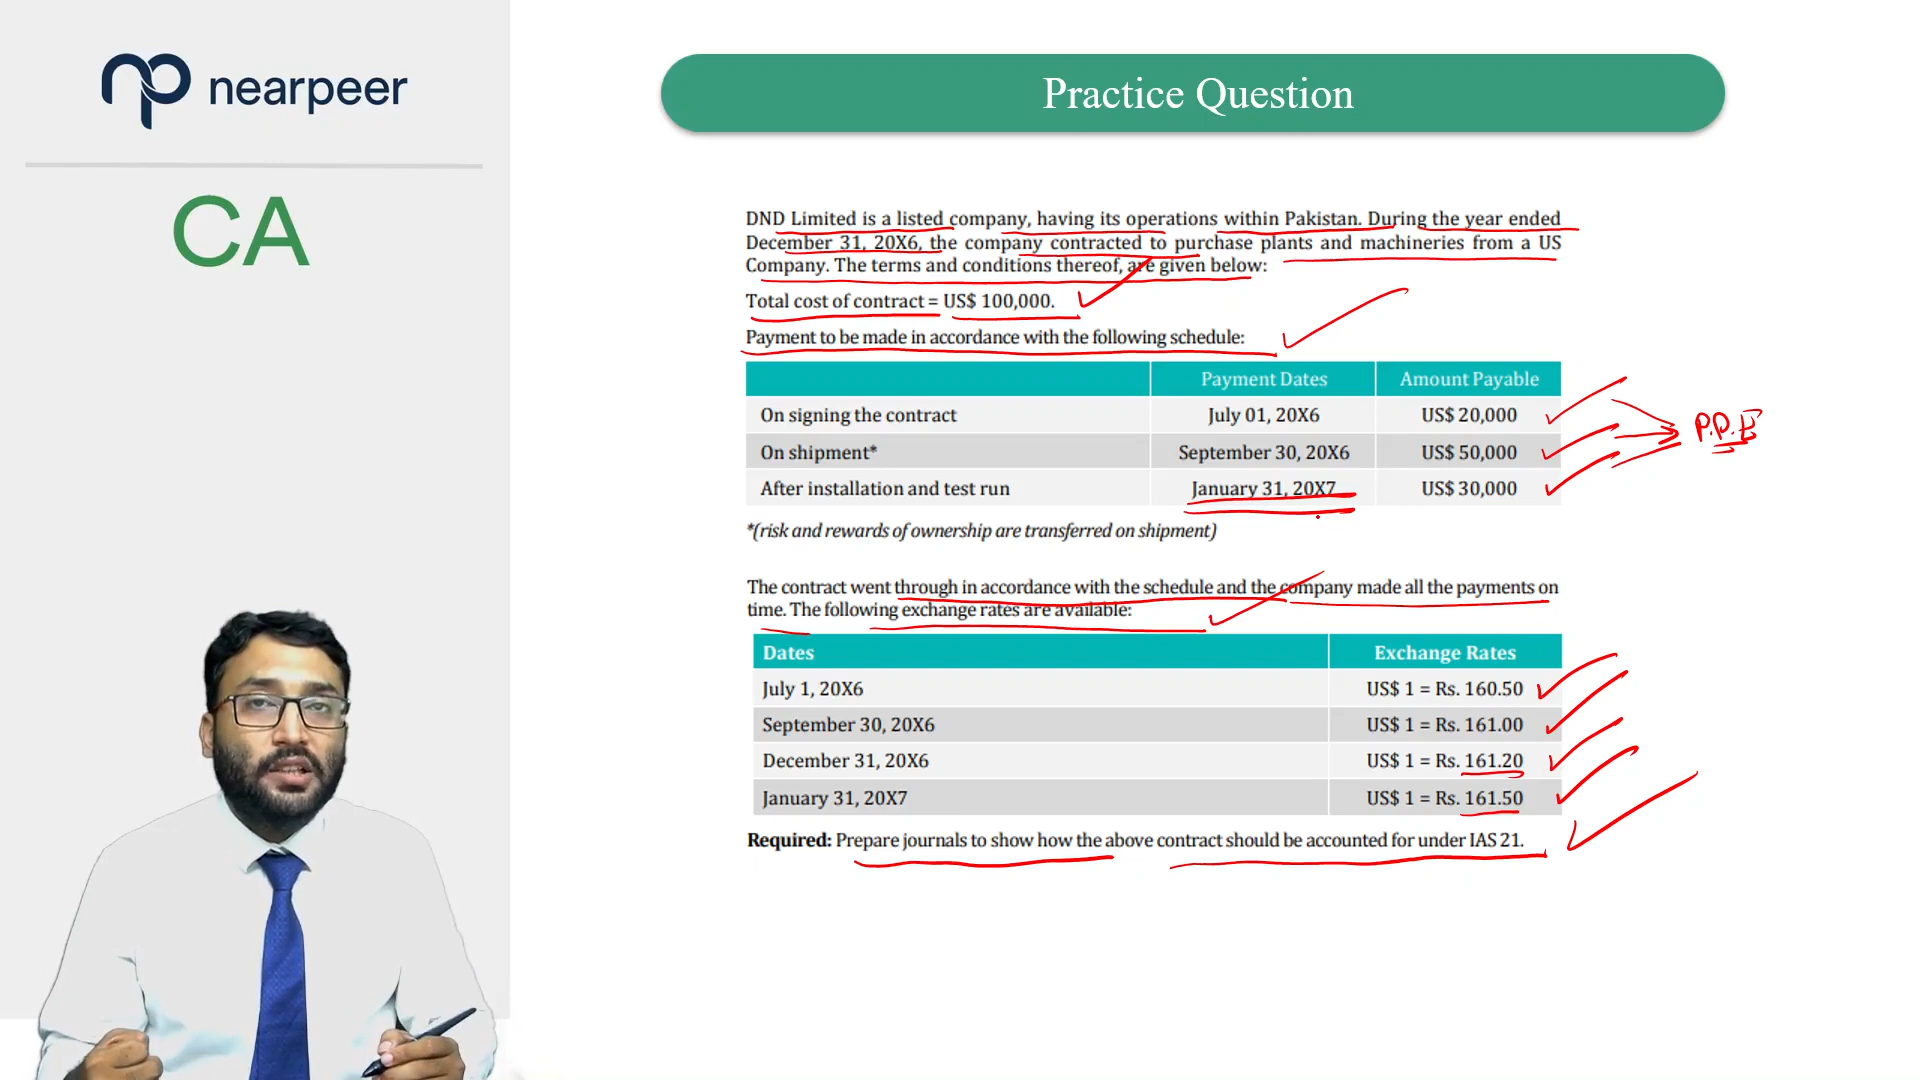 nearpeer
CA
Practice Question
DND Limited is a listed company, having its operations within Pakistan. During the year ended
December 31, 20X6, the company contracted to purchase plants and machineries from a US
Company. The terms and conditions thereof, are given below:
Total cost of contract = US$ 100,000.
Payment to be made in accordance with the following schedule:
Payment Dates Amount Payable
On signing the contract July 01, 20X6 US$ 20,000
On shipment* September 30, 20X6 US$ 50,000
After installation and test run January 31, 20X7 US$ 30,000
P.P.E
*(risk and rewards of ownership are transferred on shipment)
The contract went through in accordance with the schedule and the company made all the payments on
time. The following exchange rates are available:
Dates Exchange Rates
July 1, 20X6 US$ 1 = Rs. 160.50
September 30, 20X6 US$ 1 = Rs. 161.00
December 31, 20X6 US$ 1 = Rs. 161.20
January 31, 20X7 US$ 1 = Rs. 161.50
Required: Prepare journals to show how the above contract should be accounted for under IAS 21.